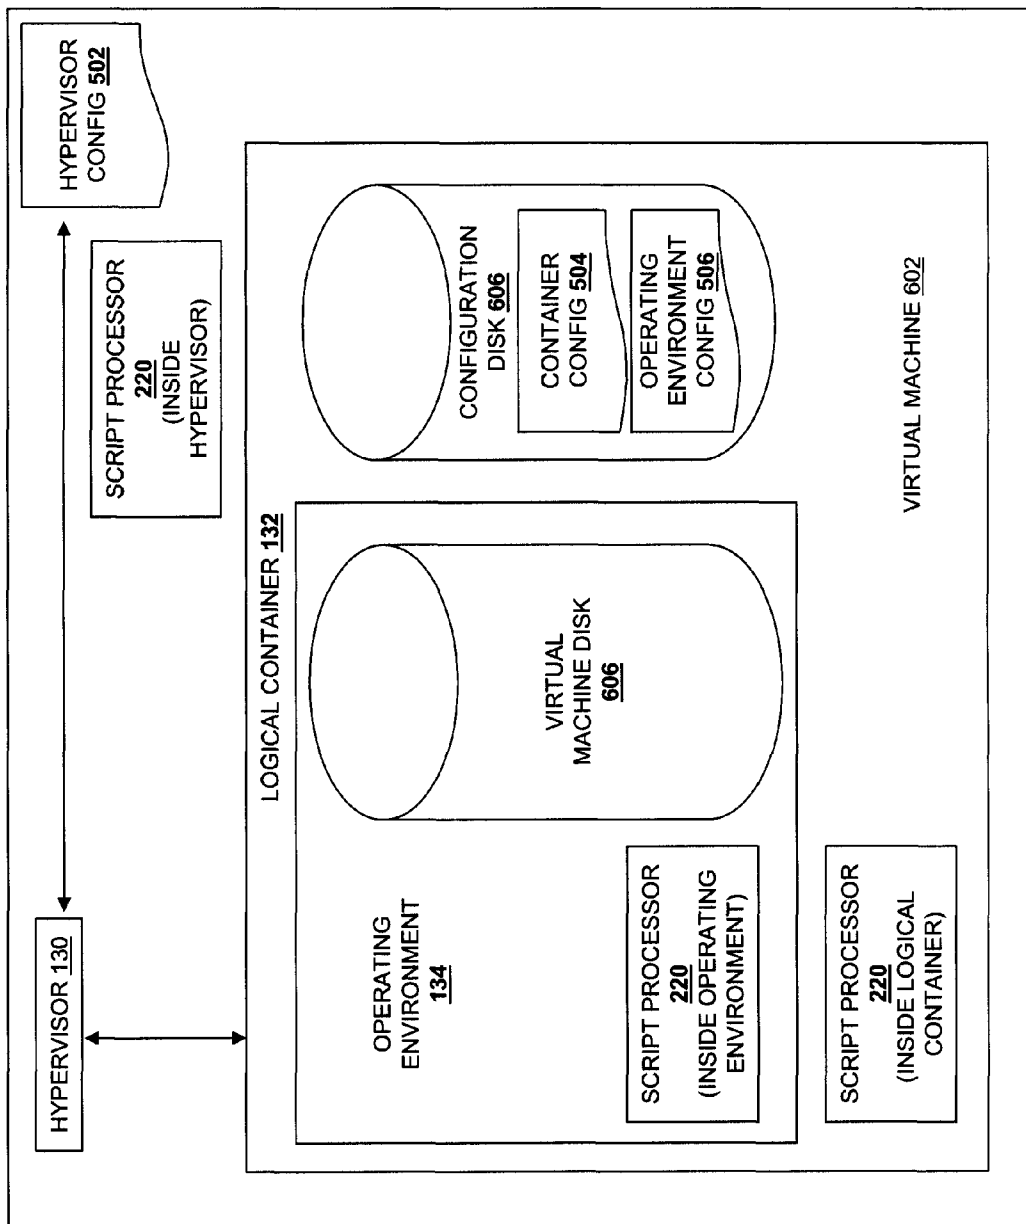 HYPERVISOR 130
HYPERVISOR
CONFIG 502
SCRIPT PROCESSOR
220
(INSIDE
HYPERVISOR)
LOGICAL CONTAINER 132
OPERATING
ENVIRONMENT
134
VIRTUAL
MACHINE DISK
606
CONFIGURATION
DISK 606
CONTAINER
CONFIG 504
OPERATING
ENVIRONMENT
CONFIG 506
SCRIPT PROCESSOR
220
(INSIDE OPERATING
ENVIRONMENT)
SCRIPT PROCESSOR
220
(INSIDE LOGICAL
CONTAINER)
VIRTUAL MACHINE 602